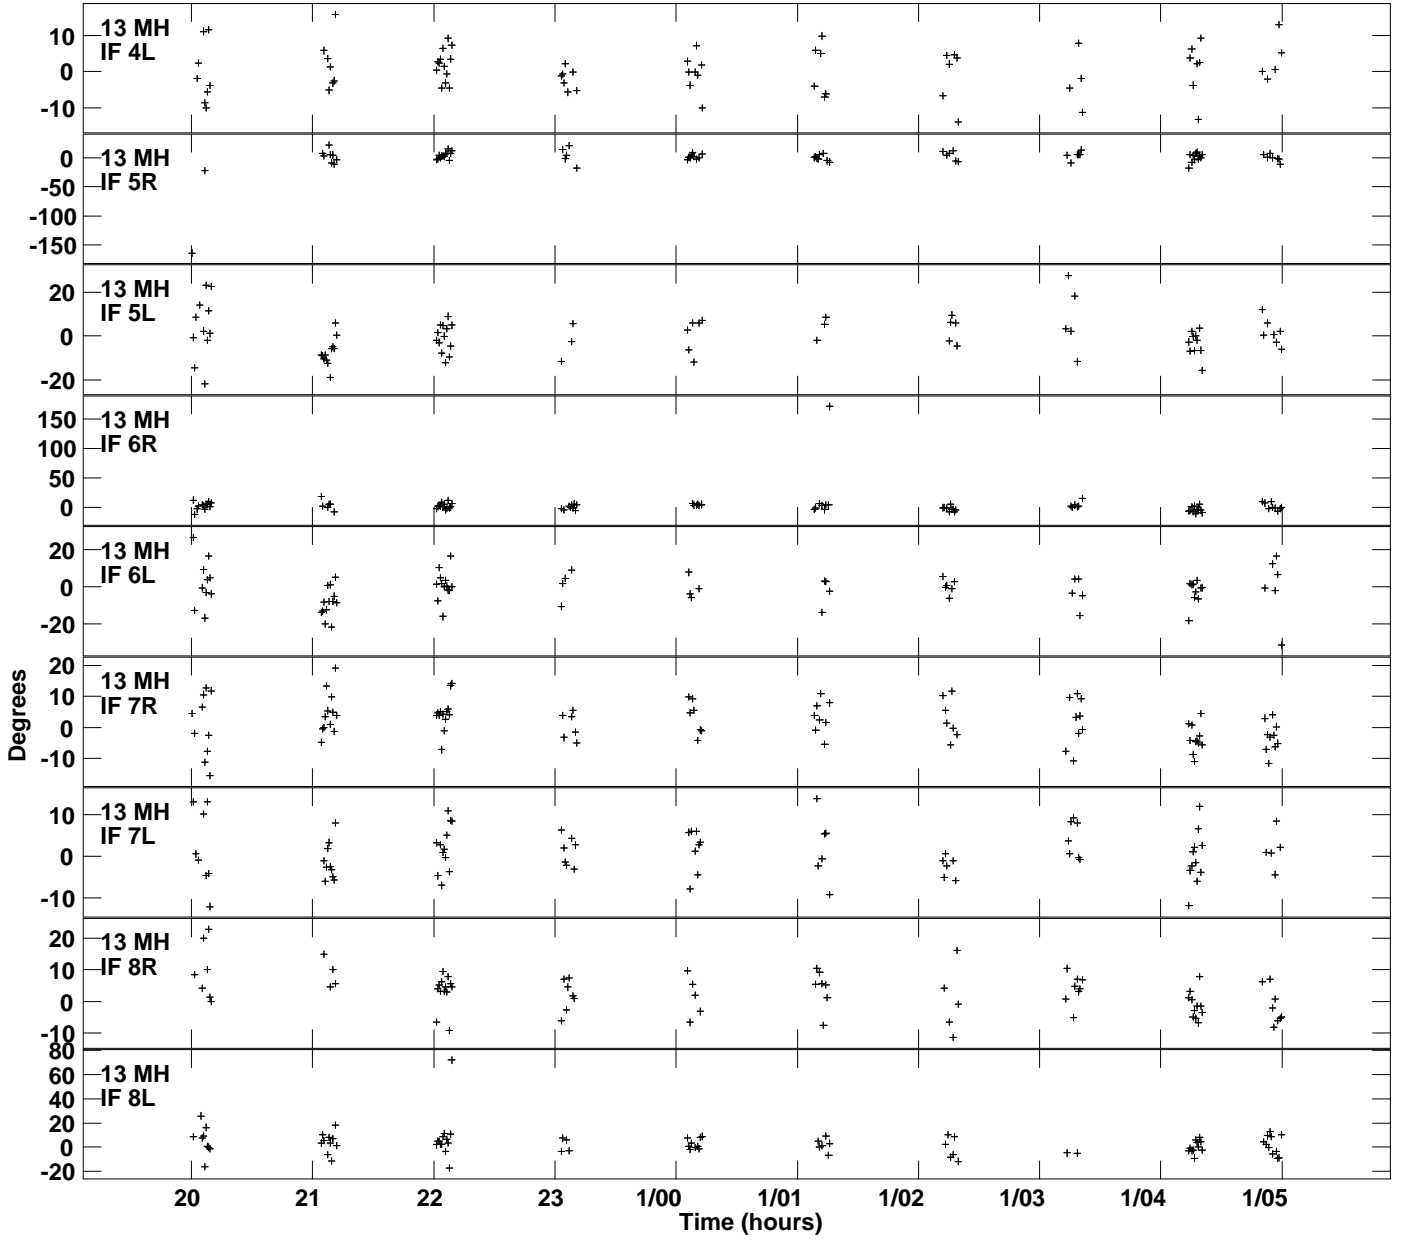 13 MH
IF 4L
10
0
-10
13 MH
IF 5R
0
-50
-100
-150
13 MH
IF 5L
20
0
-20
13 MH
IF 6R
150
100
50
0
13 MH
IF 6L
20
0
-20
13 MH
IF 7R
20
10
0
-10
Degrees
13 MH
IF 7L
10
0
-10
13 MH
IF 8R
20
10
0
-10
13 MH
IF 8L
80
60
40
20
0
-20
20 21 22 23 1/00 1/01 1/02 1/03 1/04 1/05
Time (hours)